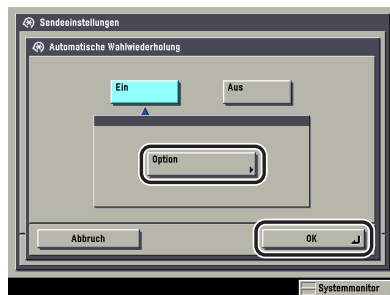 Sendeeinstellungen
Automatische Wahlwiederholung
Ein Aus
Option
Abbruch OK
Systemmonitor